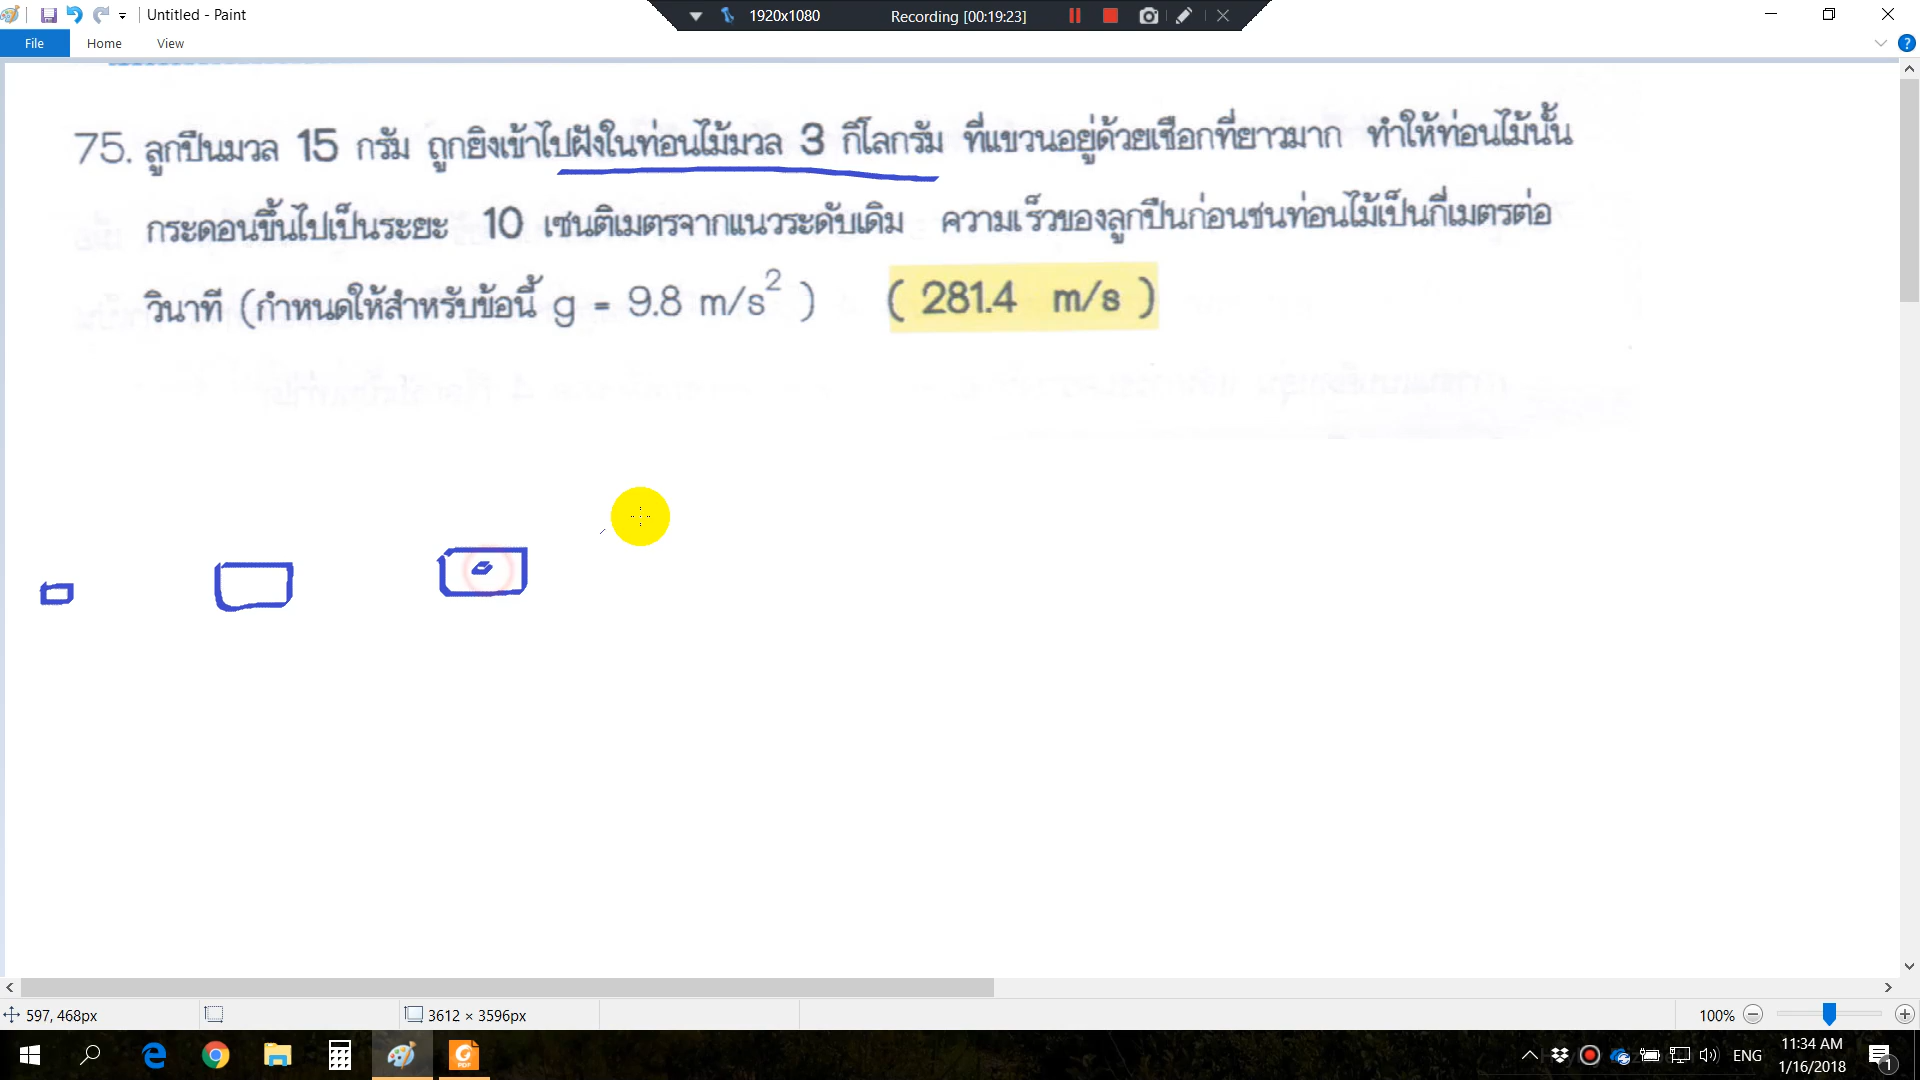 Untitled - Paint
1920x1080
Recording [00:19:23]
File
Home
View
75. ลูกปืนมวล 15 กรัม ถูกยิงเข้าไปฝังในท่อนไม้มวล 3 กิโลกรัม ที่แขวนอยู่ด้วยเชือกที่ยาวมาก ทำให้ท่อนไม้นั้น
กระดอนขึ้นไปเป็นระยะ 10 เซนติเมตรจากแนวระดับเดิม ความเร็วของลูกปืนก่อนชนท่อนไม้เป็นกี่เมตรต่อ
วินาที (กำหนดให้สำหรับข้อนี้ g = 9.8 m/s² ) ( 281.4 m/s )
597, 468px
3612 × 3596px
100%
ENG
11:34 AM
1/16/2018
1